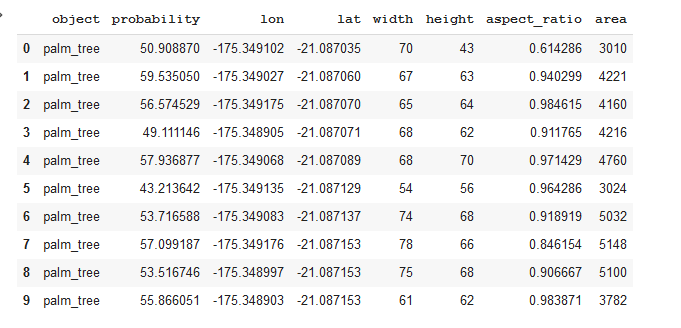 object probability lon lat width height aspect_ratio area
0 palm_tree 50.908870 -175.349102 -21.087035 70 43 0.614286 3010
1 palm_tree 59.535050 -175.349027 -21.087060 67 63 0.940299 4221
2 palm_tree 56.574529 -175.349175 -21.087070 65 64 0.984615 4160
3 palm_tree 49.111146 -175.348905 -21.087071 68 62 0.911765 4216
4 palm_tree 57.936877 -175.349068 -21.087089 68 70 0.971429 4760
5 palm_tree 43.213642 -175.349135 -21.087129 54 56 0.964286 3024
6 palm_tree 53.716588 -175.349083 -21.087137 74 68 0.918919 5032
7 palm_tree 57.099187 -175.349176 -21.087153 78 66 0.846154 5148
8 palm_tree 53.516746 -175.348997 -21.087153 75 68 0.906667 5100
9 palm_tree 55.866051 -175.348903 -21.087153 61 62 0.983871 3782